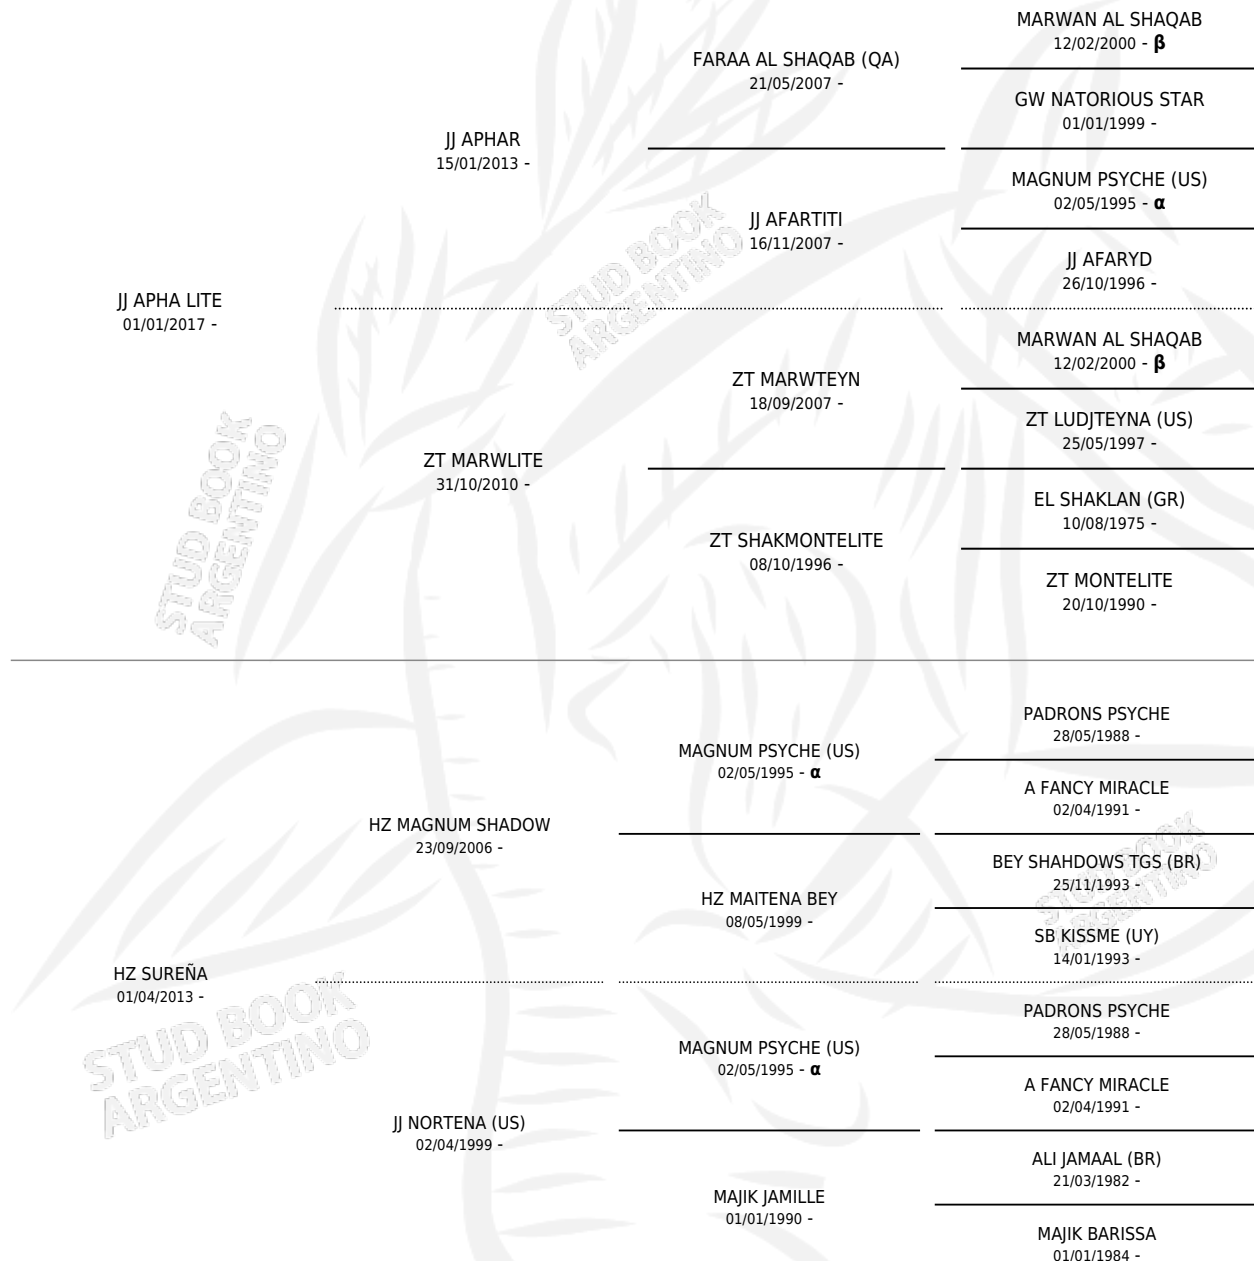 MARWAN AL SHAQAB
12/02/2000 - β
FARAA AL SHAQAB (QA)
21/05/2007 -
GW NATORIOUS STAR
01/01/1999 -
JJ APHAR
15/01/2013 -
MAGNUM PSYCHE (US)
02/05/1995 - α
JJ AFARTITI
16/11/2007 -
JJ AFARYD
26/10/1996 -
JJ APHA LITE
01/01/2017 -
MARWAN AL SHAQAB
12/02/2000 - β
ZT MARWTEYN
18/09/2007 -
ZT LUDJTEYNA (US)
25/05/1997 -
ZT MARWLITE
31/10/2010 -
EL SHAKLAN (GR)
10/08/1975 -
ZT SHAKMONTELITE
08/10/1996 -
ZT MONTELITE
20/10/1990 -
PADRONS PSYCHE
28/05/1988 -
MAGNUM PSYCHE (US)
02/05/1995 - α
A FANCY MIRACLE
02/04/1991 -
HZ MAGNUM SHADOW
23/09/2006 -
BEY SHAHDOWS TGS (BR)
25/11/1993 -
HZ MAITENA BEY
08/05/1999 -
SB KISSME (UY)
14/01/1993 -
HZ SUREÑA
01/04/2013 -
PADRONS PSYCHE
28/05/1988 -
MAGNUM PSYCHE (US)
02/05/1995 - α
A FANCY MIRACLE
02/04/1991 -
JJ NORTENA (US)
02/04/1999 -
ALI JAMAAL (BR)
21/03/1982 -
MAJIK JAMILLE
01/01/1990 -
MAJIK BARISSA
01/01/1984 -
STUD BOOK
ARGENTINO
STUD BOOK
ARGENTINO
STUD BOOK
ARGENTINO
STUD BOOK
ARGENTINO